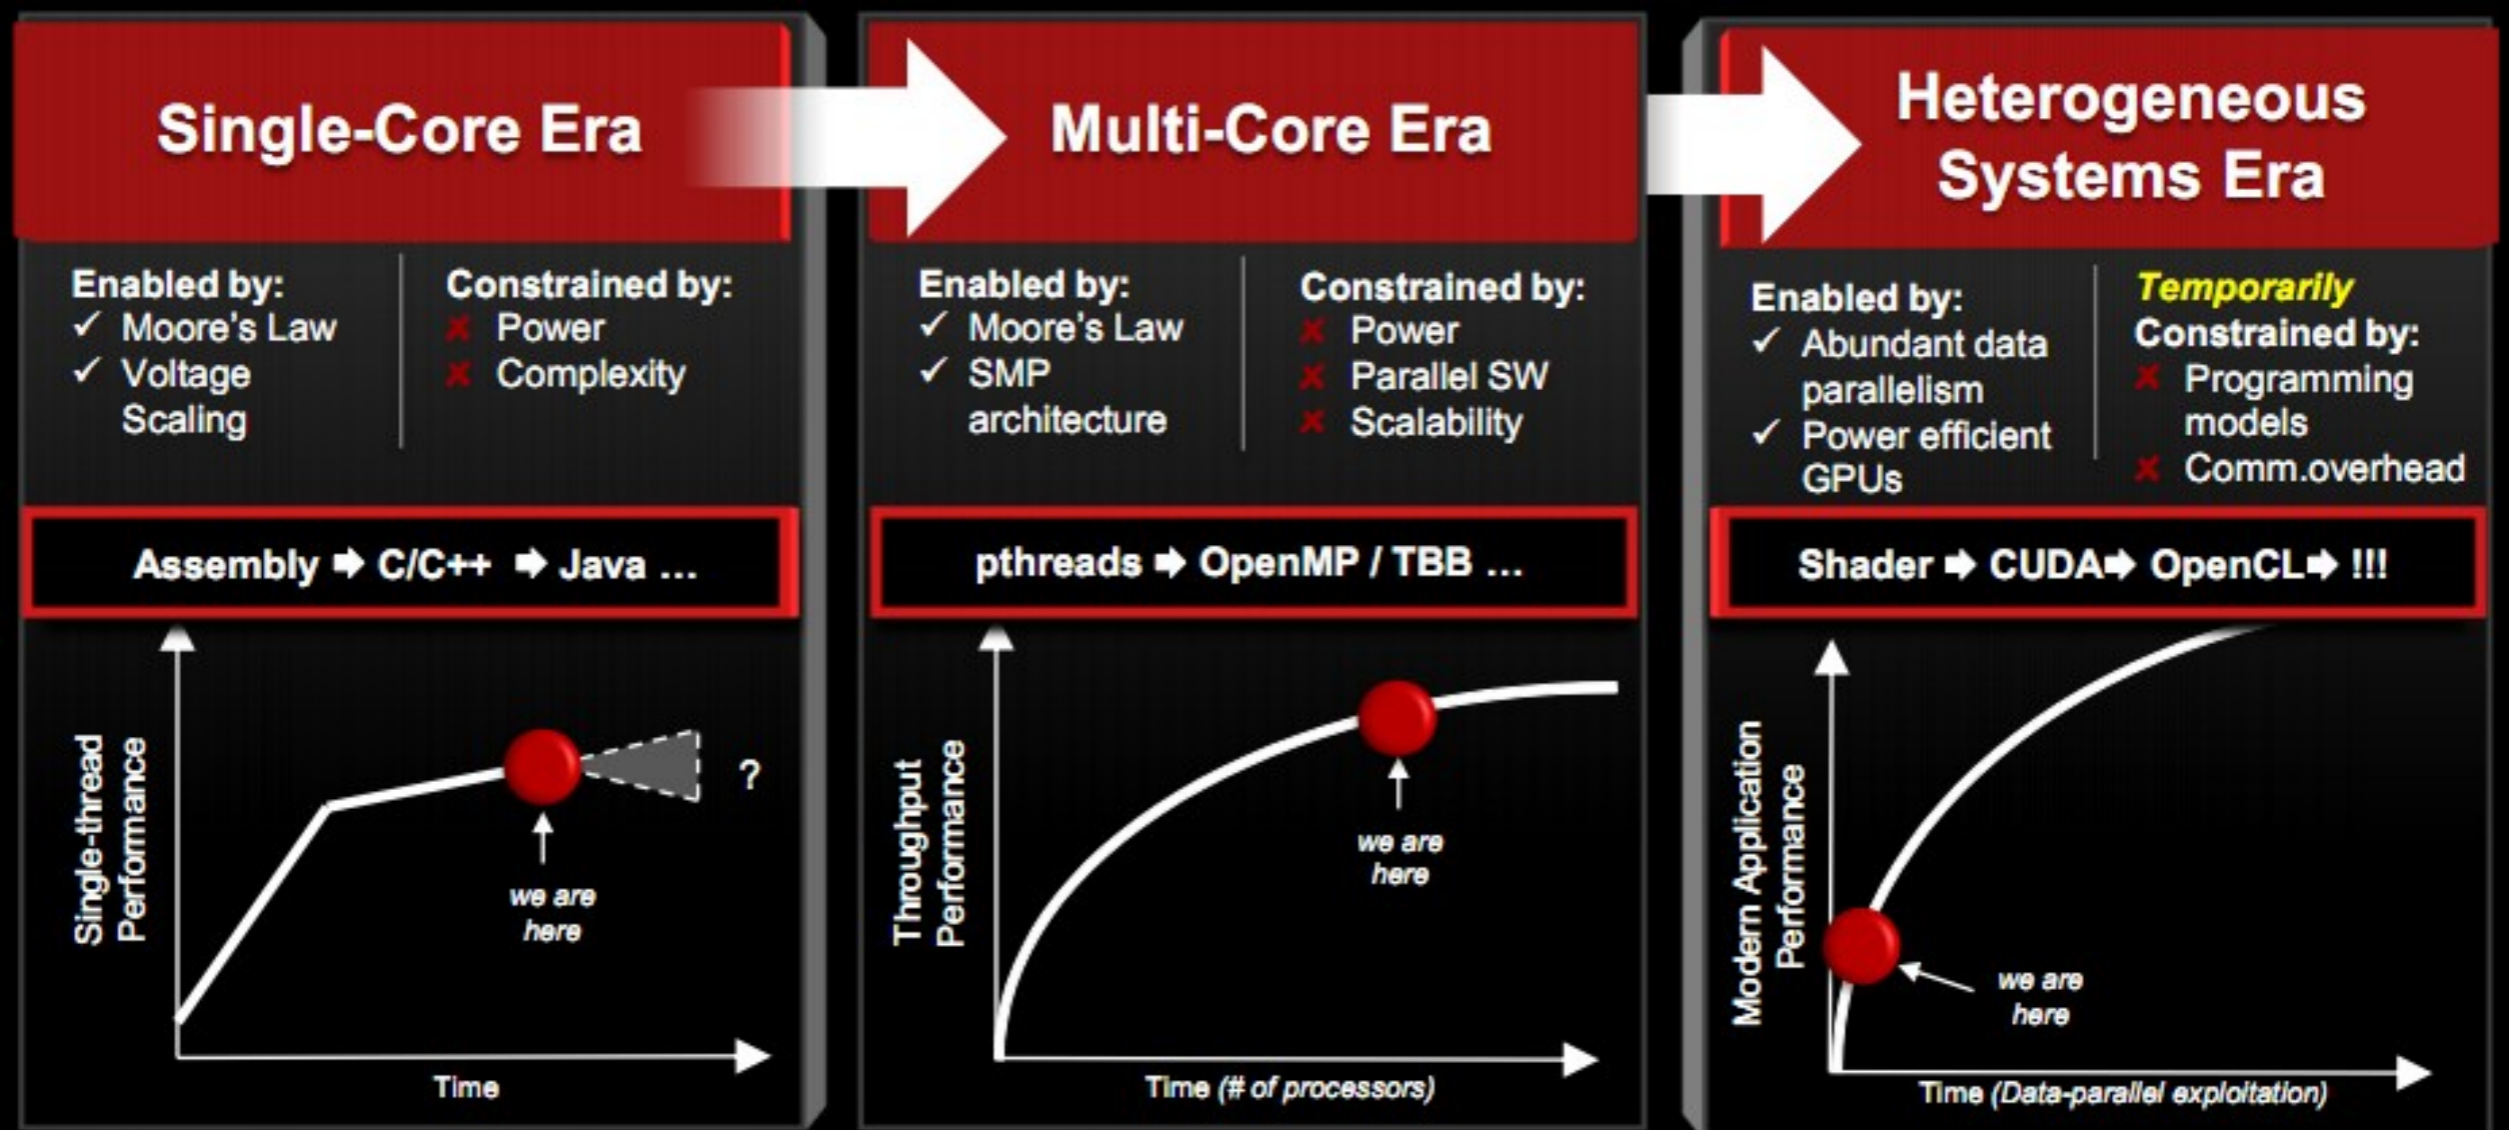 Single-Core Era
Enabled by:
✓ Moore's Law
✓ Voltage
Scaling
Constrained by:
✗ Power
✗ Complexity
Assembly ➡ C/C++ ➡ Java ...
Single-thread
Performance
?
we are
here
Time
Multi-Core Era
Enabled by:
✓ Moore's Law
✓ SMP
architecture
Constrained by:
✗ Power
✗ Parallel SW
✗ Scalability
pthreads ➡ OpenMP / TBB ...
Throughput
Performance
we are
here
Time (# of processors)
Heterogeneous
Systems Era
Enabled by:
✓ Abundant data
parallelism
✓ Power efficient
GPUs
Temporarily
Constrained by:
✗ Programming
models
✗ Comm.overhead
Shader ➡ CUDA➡ OpenCL➡ !!!
Modern Application
Performance
we are
here
Time (Data-parallel exploitation)